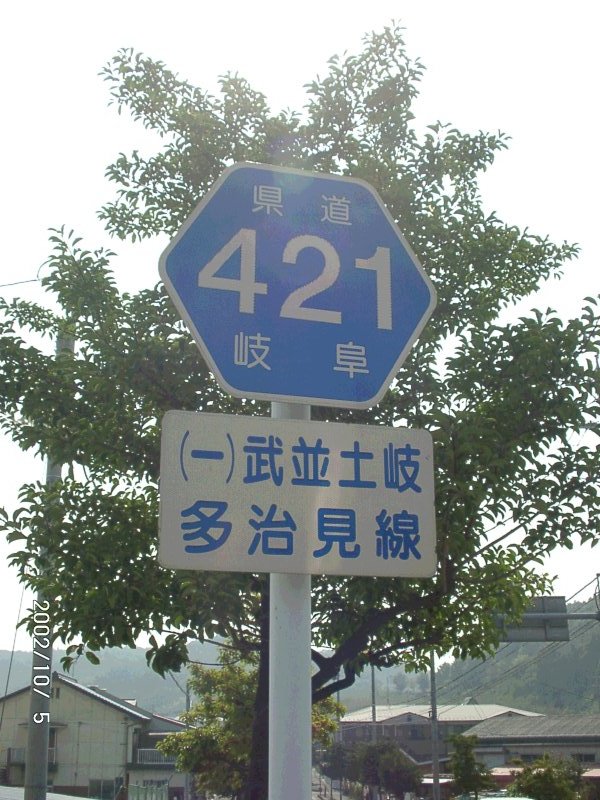 県道
421
岐阜
(一)武並土岐
多治見線
2002/10/ 5